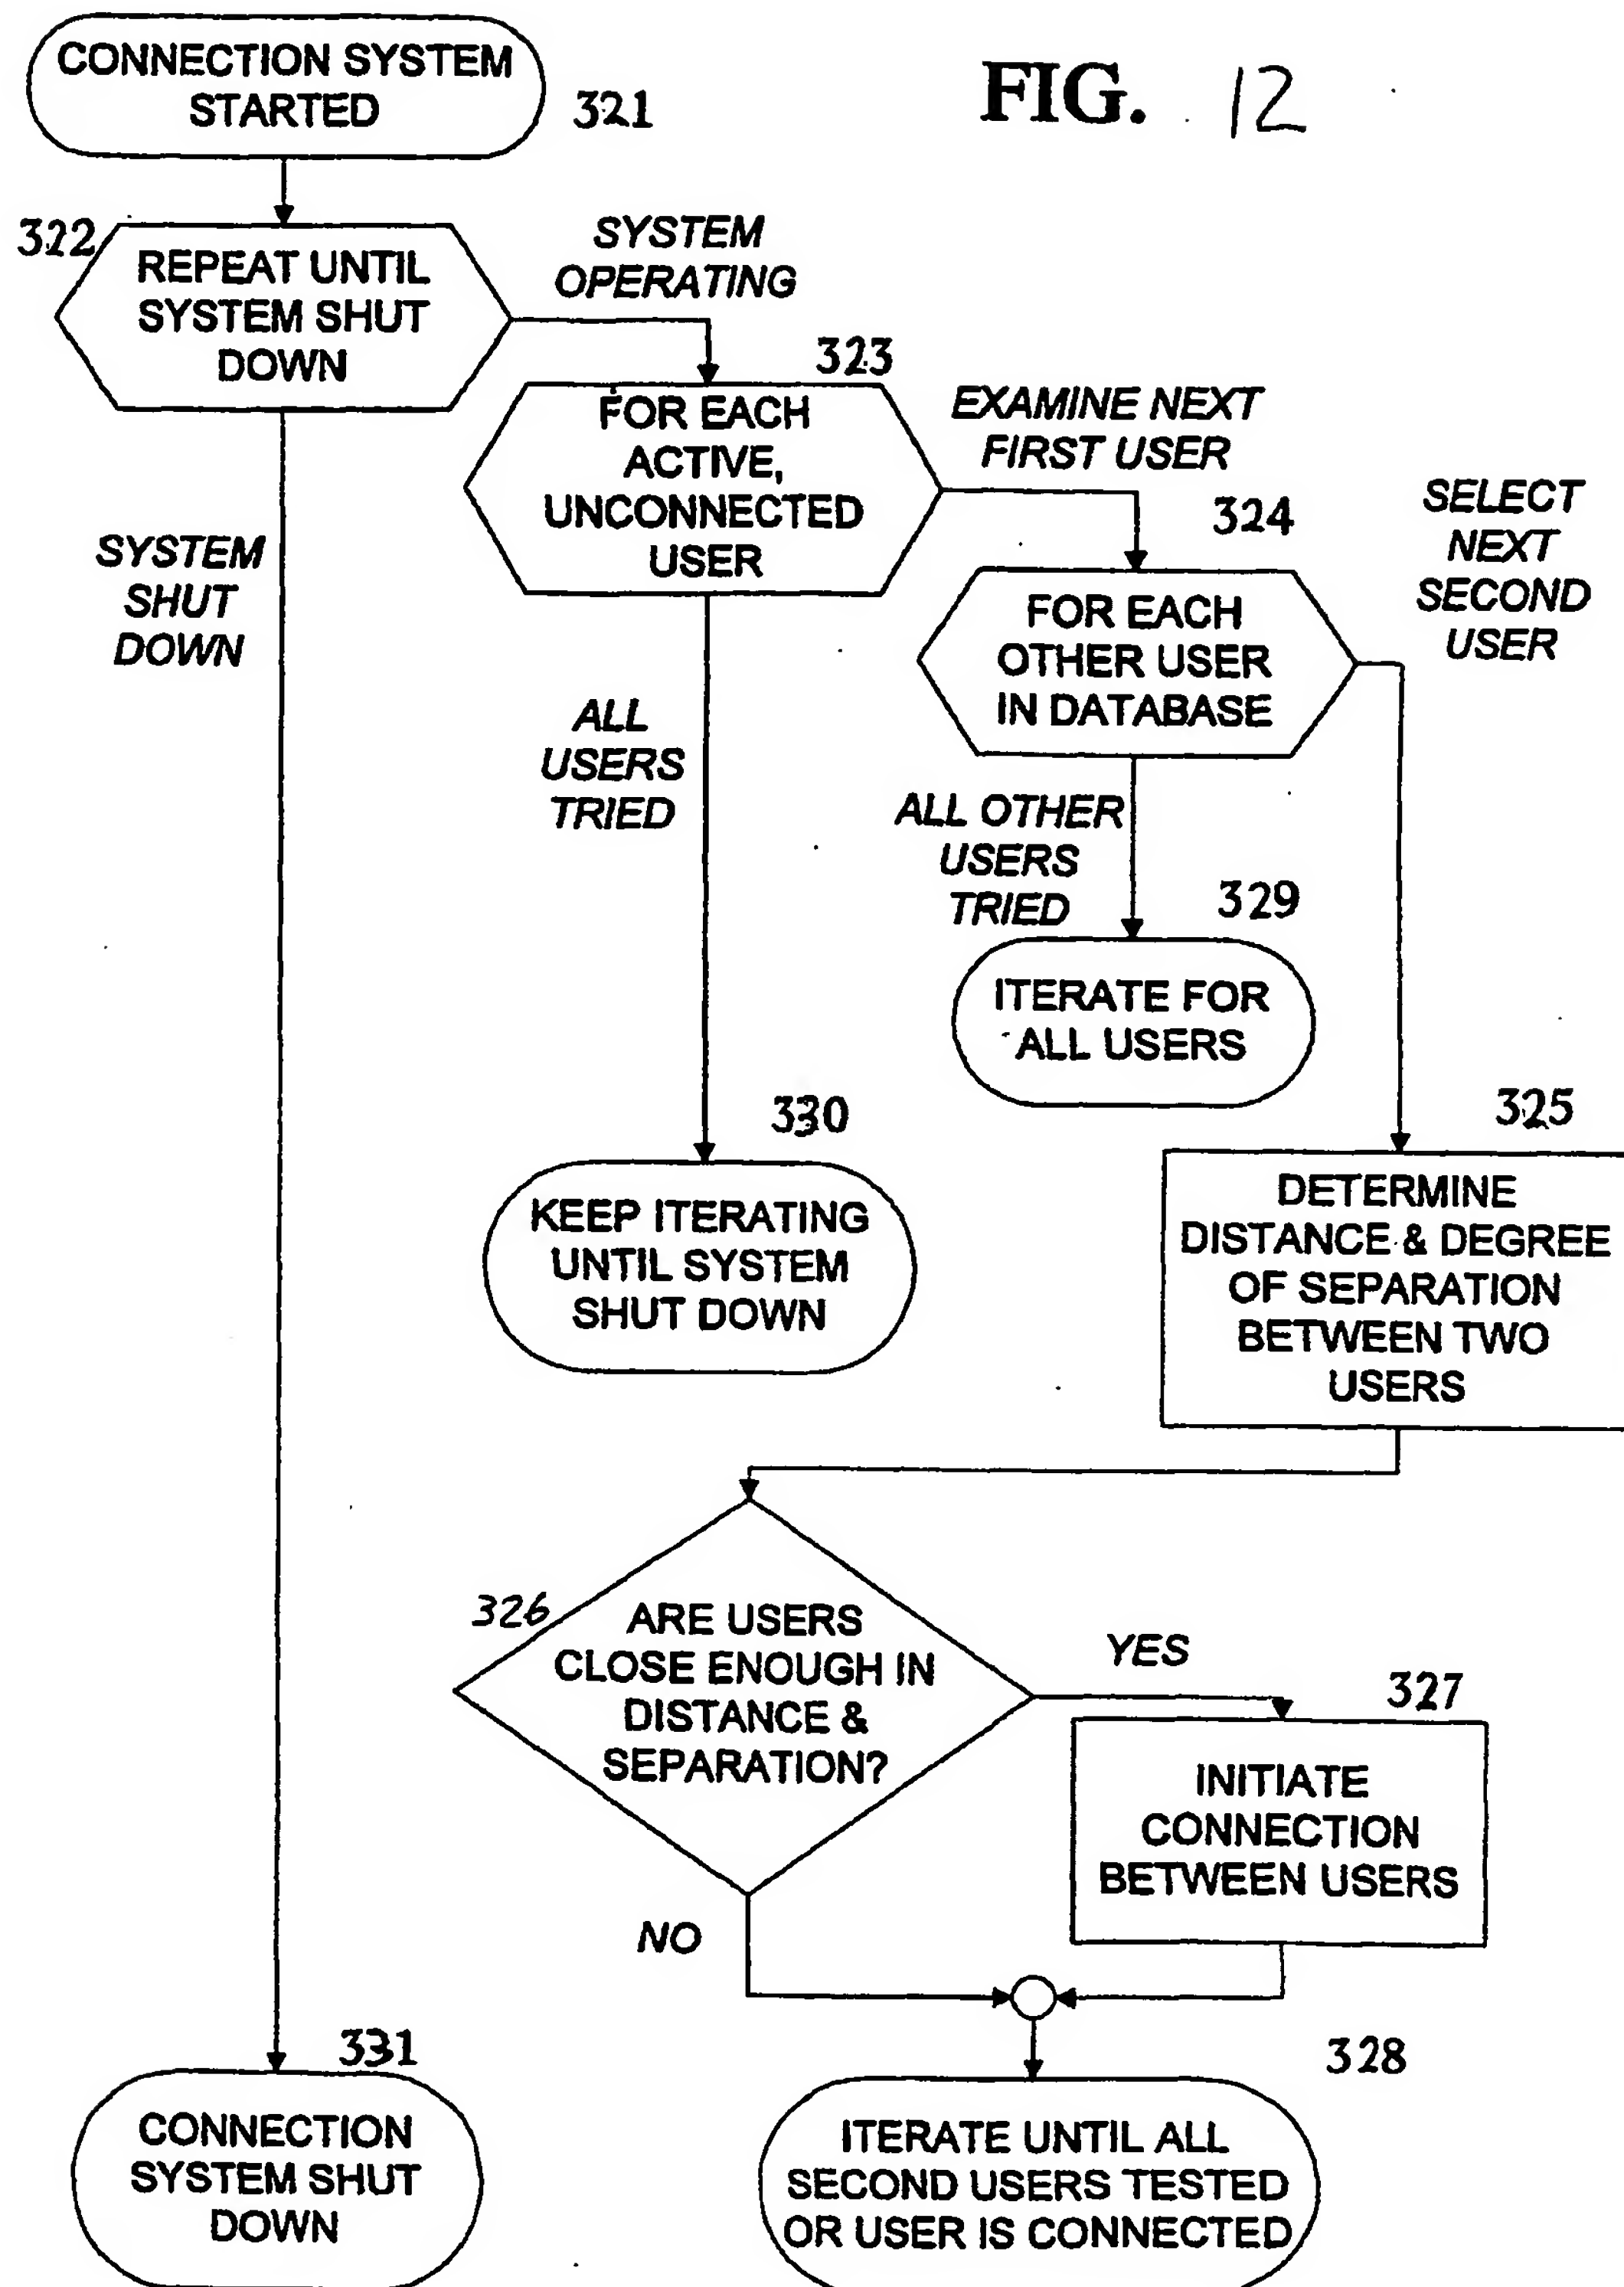 FIG. 12
CONNECTION SYSTEM
STARTED
321
322
REPEAT UNTIL
SYSTEM SHUT
DOWN
SYSTEM
OPERATING
323
FOR EACH
ACTIVE,
UNCONNECTED
USER
EXAMINE NEXT
FIRST USER
324
FOR EACH
OTHER USER
IN DATABASE
SELECT
NEXT
SECOND
USER
SYSTEM
SHUT
DOWN
ALL
USERS
TRIED
ALL OTHER
USERS
TRIED
329
ITERATE FOR
ALL USERS
330
KEEP ITERATING
UNTIL SYSTEM
SHUT DOWN
325
DETERMINE
DISTANCE & DEGREE
OF SEPARATION
BETWEEN TWO
USERS
326
ARE USERS
CLOSE ENOUGH IN
DISTANCE &
SEPARATION?
YES
327
INITIATE
CONNECTION
BETWEEN USERS
NO
331
CONNECTION
SYSTEM SHUT
DOWN
328
ITERATE UNTIL ALL
SECOND USERS TESTED
OR USER IS CONNECTED